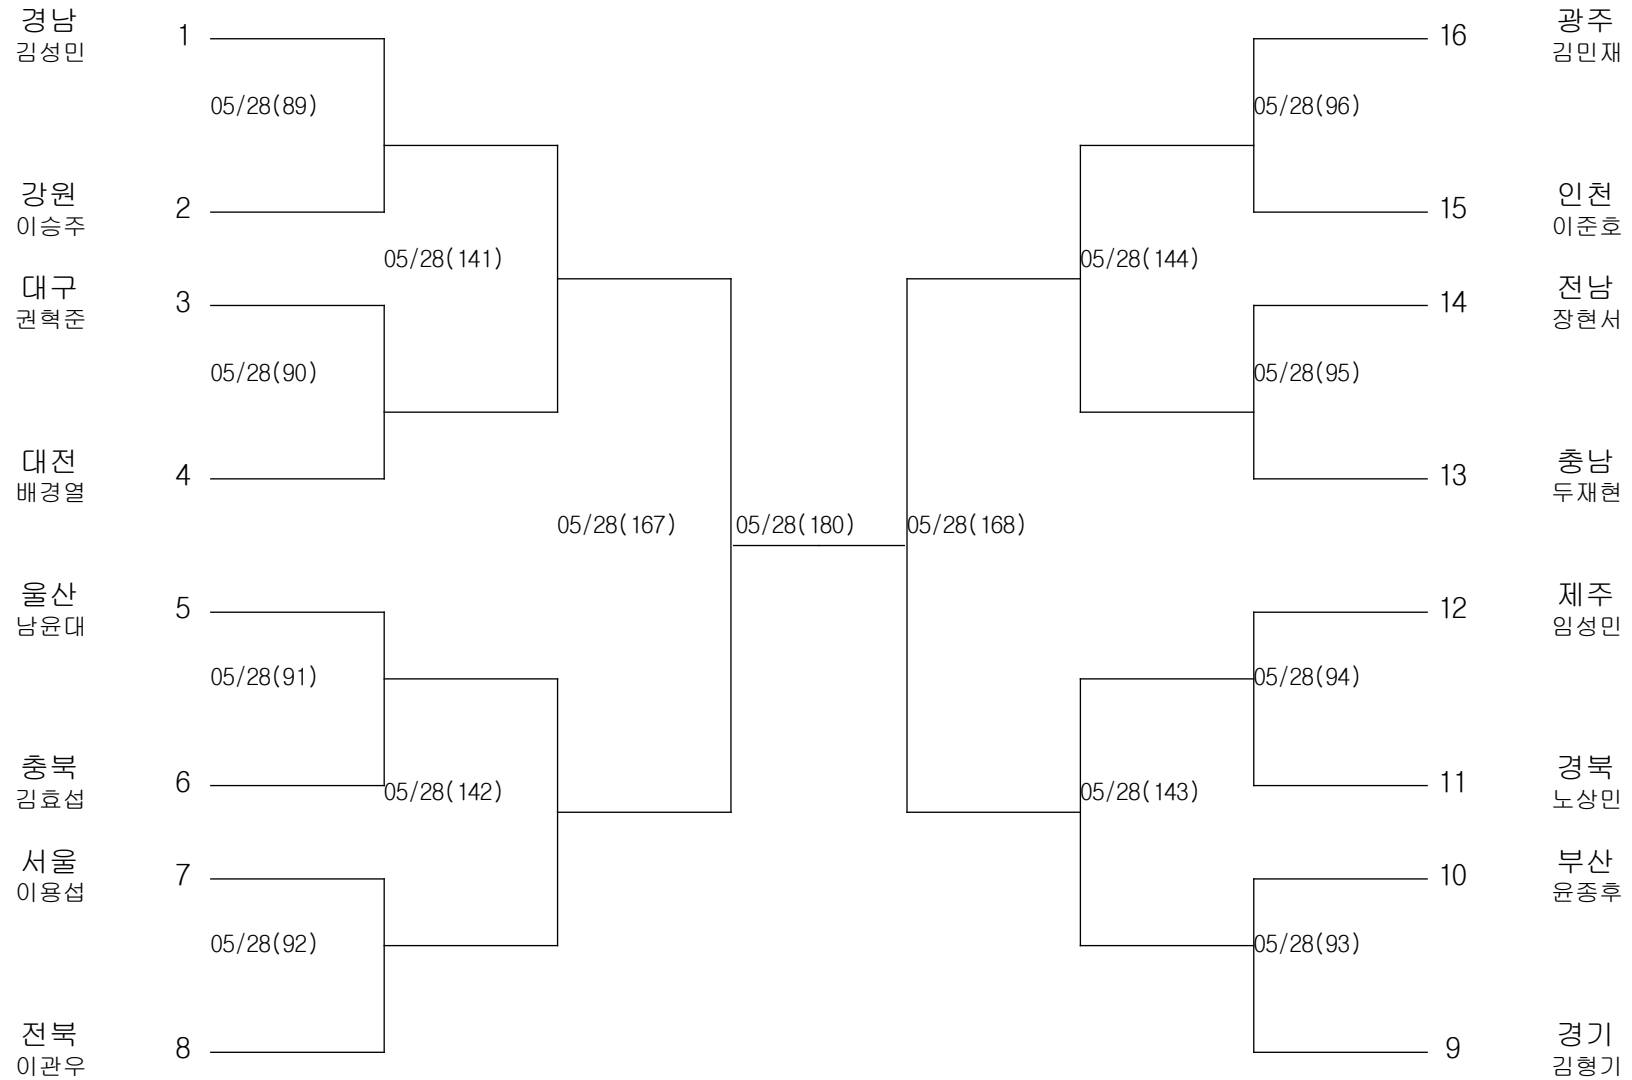 경남
김성민
1
05/28(89)
강원
이승주
2
05/28(141)
대구
권혁준
3
05/28(90)
대전
배경열
4
05/28(167)
울산
남윤대
5
05/28(91)
충북
김효섭
6
05/28(142)
서울
이용섭
7
05/28(92)
전북
이관우
8
05/28(180)
광주
김민재
16
05/28(96)
인천
이준호
15
05/28(144)
전남
장현서
14
05/28(95)
충남
두재현
13
05/28(168)
제주
임성민
12
05/28(94)
경북
노상민
11
05/28(143)
부산
윤종후
10
05/28(93)
경기
김형기
9